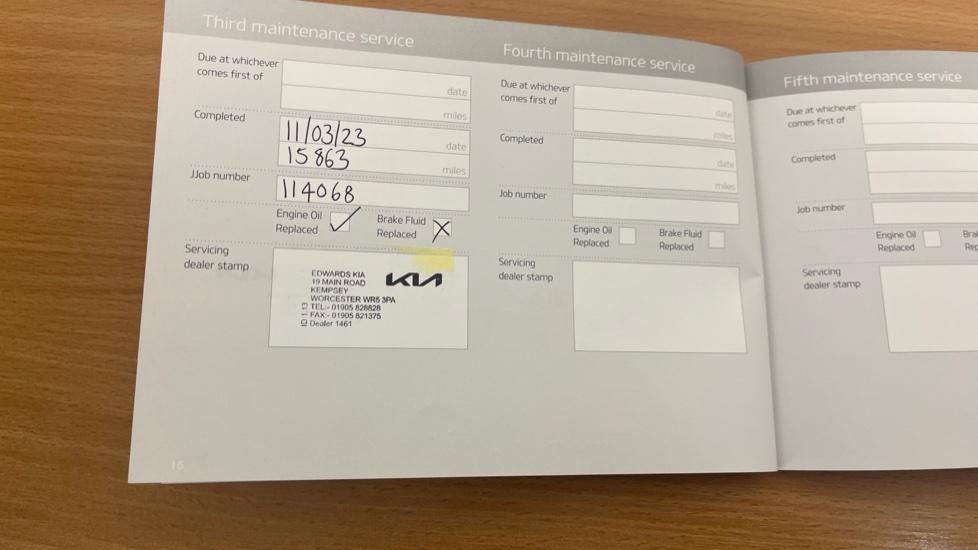 Third maintenance service
Due at whichever
comes first of
date
miles
Completed
11/03/23
date
15863
miles
JJob number
114068
Engine Oil
Replaced
Brake Fluid
Replaced
Servicing
dealer stamp
EDWARDS KIA
19 MAIN ROAD
KEMPSEY
WORCESTER WR5 3PA
TEL:- 01905 828828
FAX:- 01905 821375
Dealer 1461
KIA
16
Fourth maintenance service
Due at whichever
comes first of
date
miles
Completed
date
miles
Job number
Engine Oil
Replaced
Brake Fluid
Replaced
Servicing
dealer stamp
Fifth maintenance service
Due at whichever
comes first of
Completed
Job number
Engine Oil
Replaced
Servicing
dealer stamp